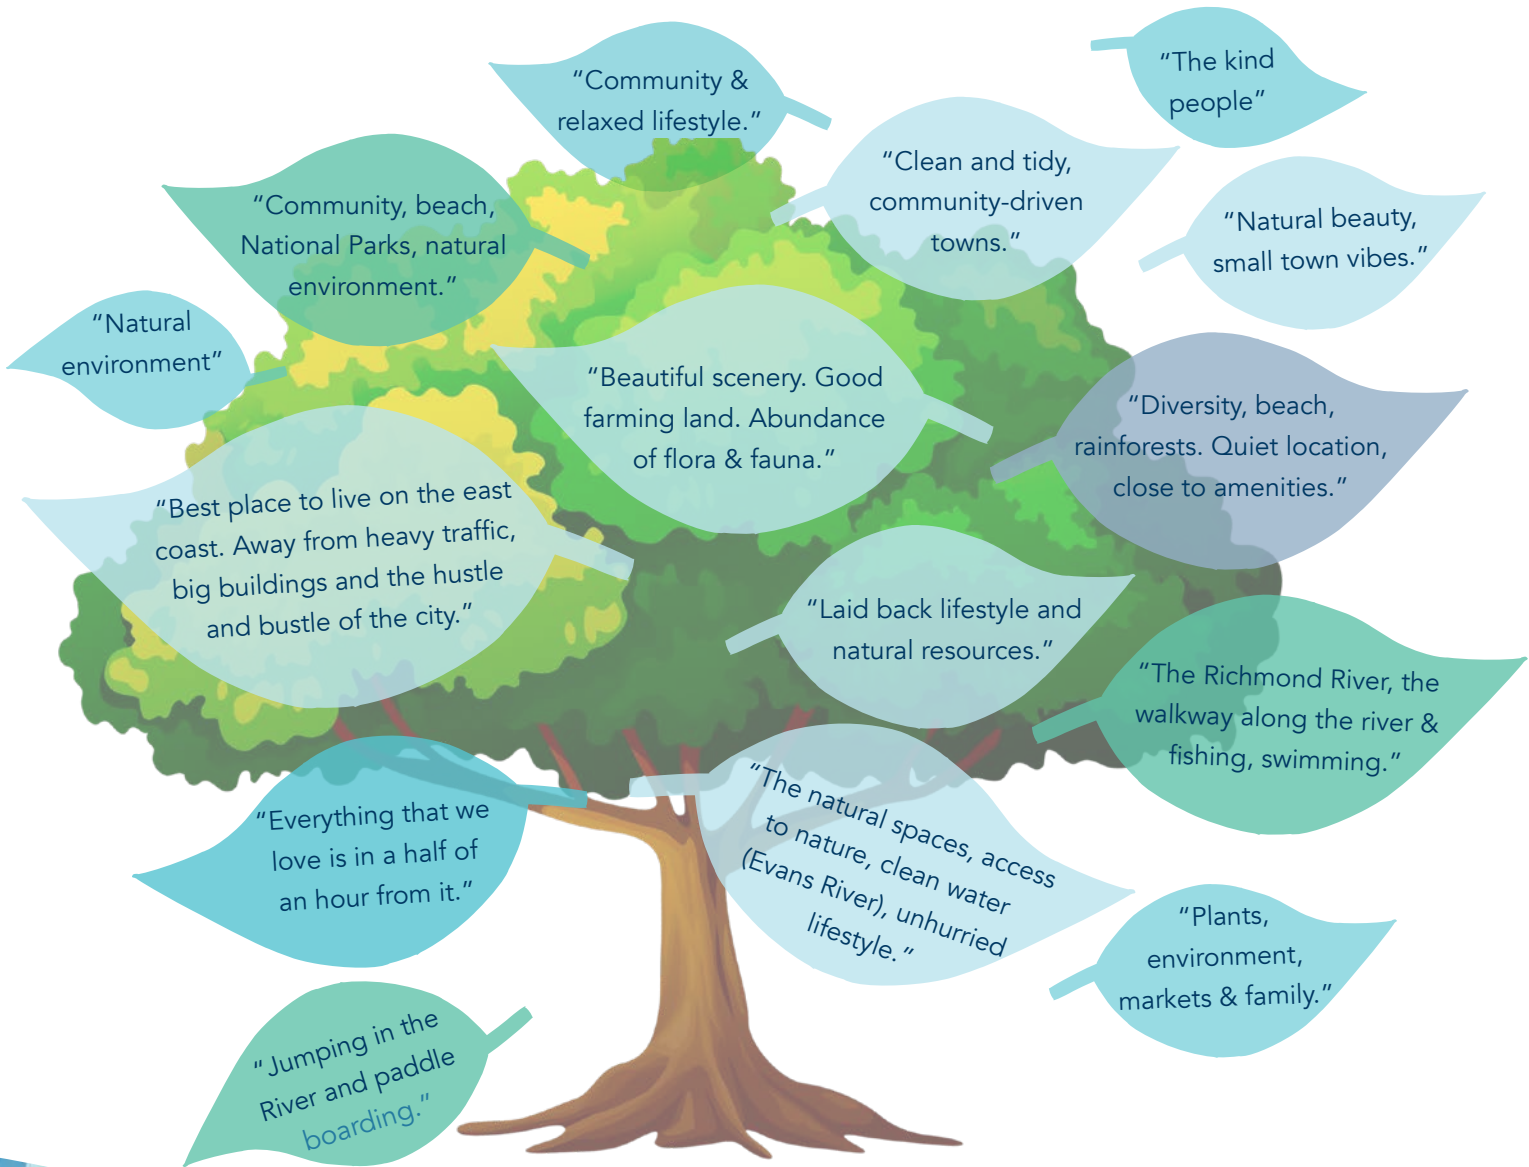 “Community &
relaxed lifestyle.”
“The kind
people”
“Clean and tidy,
community-driven
towns.”
“Community, beach,
National Parks, natural
environment.”
“Natural beauty,
small town vibes.”
“Natural
environment”
“Beautiful scenery. Good
farming land. Abundance
of flora & fauna.”
“Diversity, beach,
rainforests. Quiet location,
close to amenities.”
“Best place to live on the east
coast. Away from heavy traffic,
big buildings and the hustle
and bustle of the city.”
“Laid back lifestyle and
natural resources.”
“The Richmond River, the
walkway along the river &
fishing, swimming.”
“Everything that we
love is in a half of
an hour from it.”
“The natural spaces, access
to nature, clean water
(Evans River), unhurried
lifestyle.”
“Plants,
environment,
markets & family.”
“Jumping in the
River and paddle
boarding.”